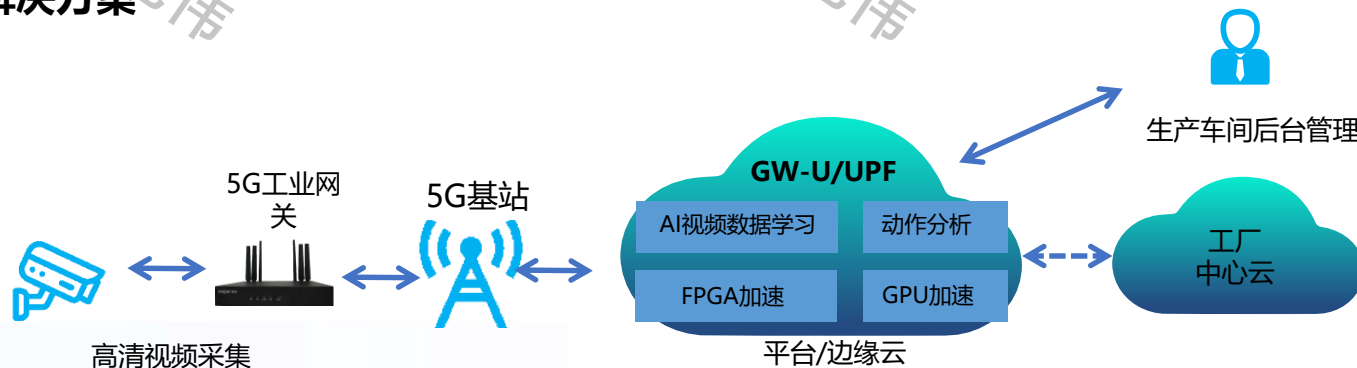 决方案
生产车间后台管理
GW-U/UPF
5G工业网
关
5G基站
AI视频数据学习
动作分析
工厂
中心云
FPGA加速
GPU加速
高清视频采集
平台/边缘云